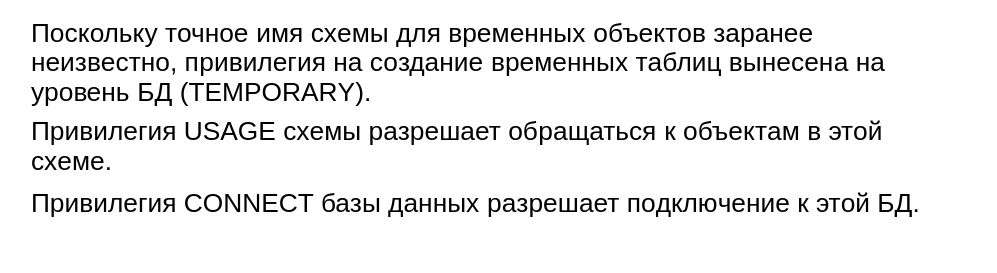 Поскольку точное имя схемы для временных объектов заранее
неизвестно, привилегия на создание временных таблиц вынесена на
уровень БД (TEMPORARY).
Привилегия USAGE схемы разрешает обращаться к объектам в этой
схеме.
Привилегия CONNECT базы данных разрешает подключение к этой БД.